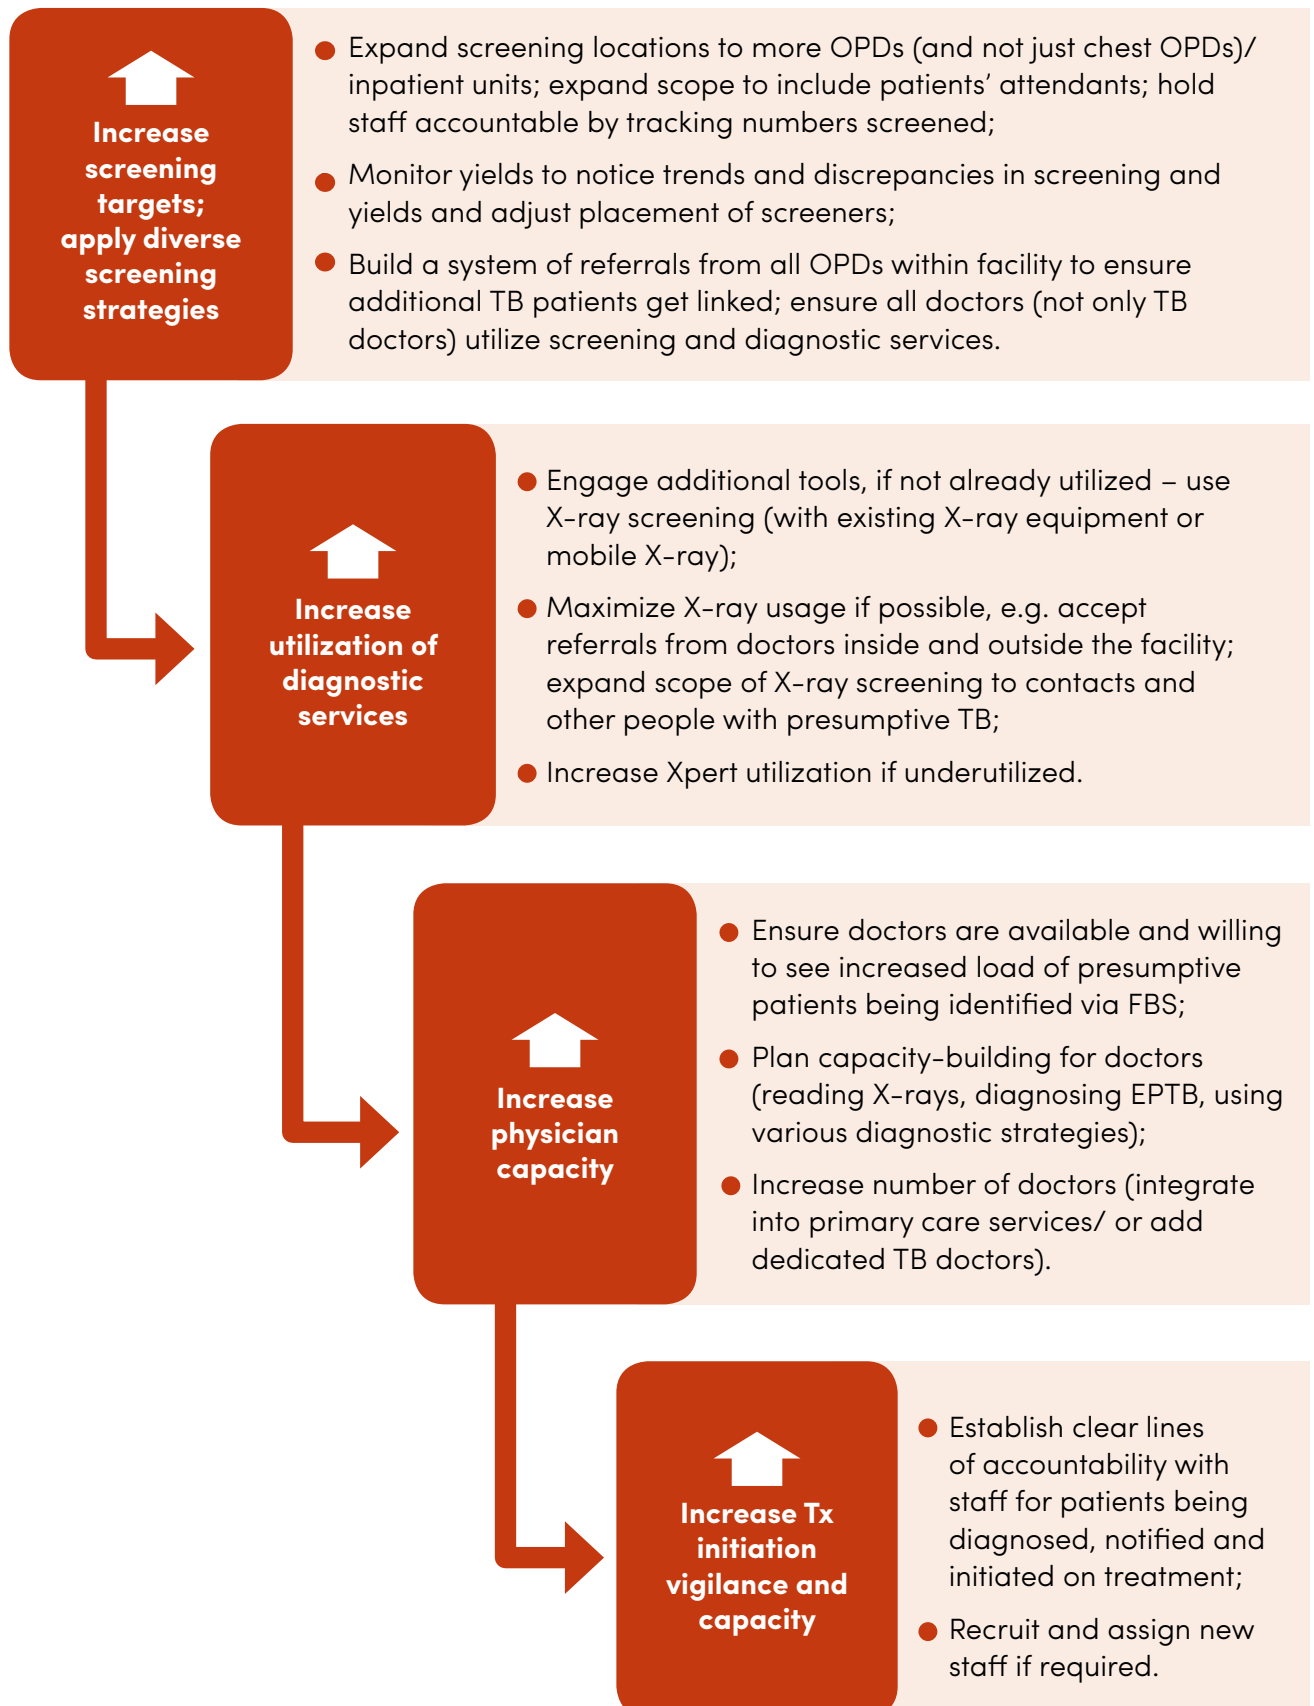 Increase
screening
targets;
apply diverse
screening
strategies
● Expand screening locations to more OPDs (and not just chest OPDs)/
inpatient units; expand scope to include patients’ attendants; hold
staff accountable by tracking numbers screened;
● Monitor yields to notice trends and discrepancies in screening and
yields and adjust placement of screeners;
● Build a system of referrals from all OPDs within facility to ensure
additional TB patients get linked; ensure all doctors (not only TB
doctors) utilize screening and diagnostic services.
Increase
utilization of
diagnostic
services
● Engage additional tools, if not already utilized – use
X-ray screening (with existing X-ray equipment or
mobile X-ray);
● Maximize X-ray usage if possible, e.g. accept
referrals from doctors inside and outside the facility;
expand scope of X-ray screening to contacts and
other people with presumptive TB;
● Increase Xpert utilization if underutilized.
Increase
physician
capacity
● Ensure doctors are available and willing
to see increased load of presumptive
patients being identified via FBS;
● Plan capacity-building for doctors
(reading X-rays, diagnosing EPTB, using
various diagnostic strategies);
● Increase number of doctors (integrate
into primary care services/ or add
dedicated TB doctors).
Increase Tx
initiation
vigilance and
capacity
● Establish clear lines
of accountability with
staff for patients being
diagnosed, notified and
initiated on treatment;
● Recruit and assign new
staff if required.